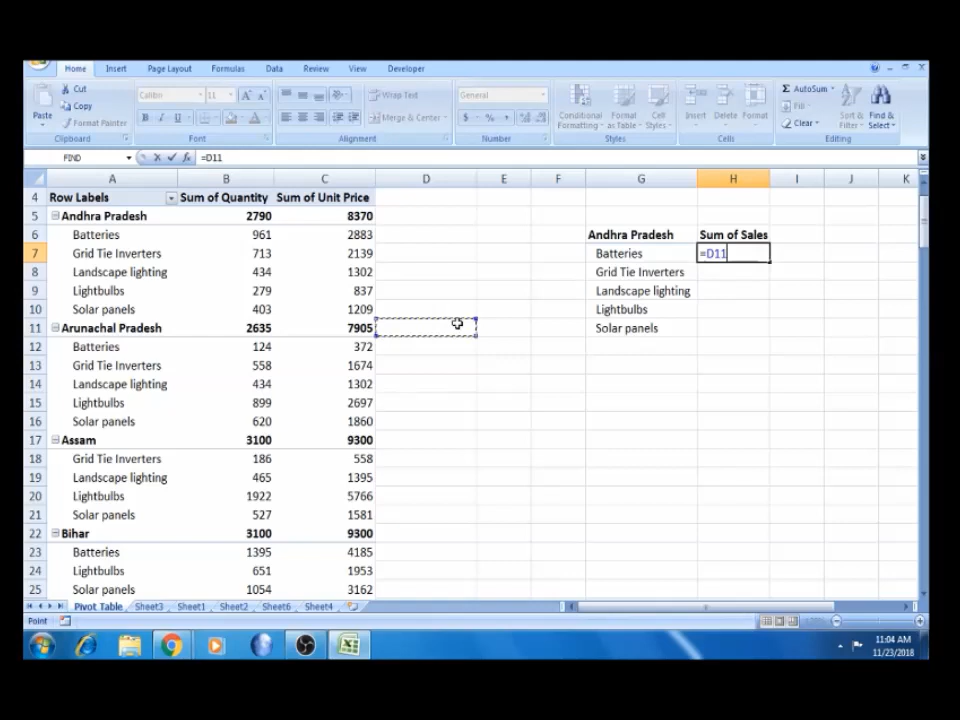 Home Insert Page Layout Formulas Data Review View Developer
Cut
Copy
Format Painter
Paste
Clipboard
Calibri 11
Font
Wrap Text
Merge & Center
Alignment
General
Number
Conditional Formatting
Format as Table
Cell Styles
Styles
Insert Delete Format
Cells
Σ AutoSum
Fill
Clear
Sort & Filter
Find & Select
Editing
FIND =D11
A B C D E F G H I J K
4 Row Labels Sum of Quantity Sum of Unit Price
5 Andhra Pradesh 2790 8370
6 Batteries 961 2883 Andhra Pradesh Sum of Sales
7 Grid Tie Inverters 713 2139 Batteries =D11
8 Landscape lighting 434 1302 Grid Tie Inverters
9 Lightbulbs 279 837 Landscape lighting
10 Solar panels 403 1209 Lightbulbs
11 Arunachal Pradesh 2635 7905 Solar panels
12 Batteries 124 372
13 Grid Tie Inverters 558 1674
14 Landscape lighting 434 1302
15 Lightbulbs 899 2697
16 Solar panels 620 1860
17 Assam 3100 9300
18 Grid Tie Inverters 186 558
19 Landscape lighting 465 1395
20 Lightbulbs 1922 5766
21 Solar panels 527 1581
22 Bihar 3100 9300
23 Batteries 1395 4185
24 Lightbulbs 651 1953
25 Solar panels 1054 3162
Pivot Table Sheet3 Sheet1 Sheet2 Sheet6 Sheet4
Point
11:04 AM
11/23/2018